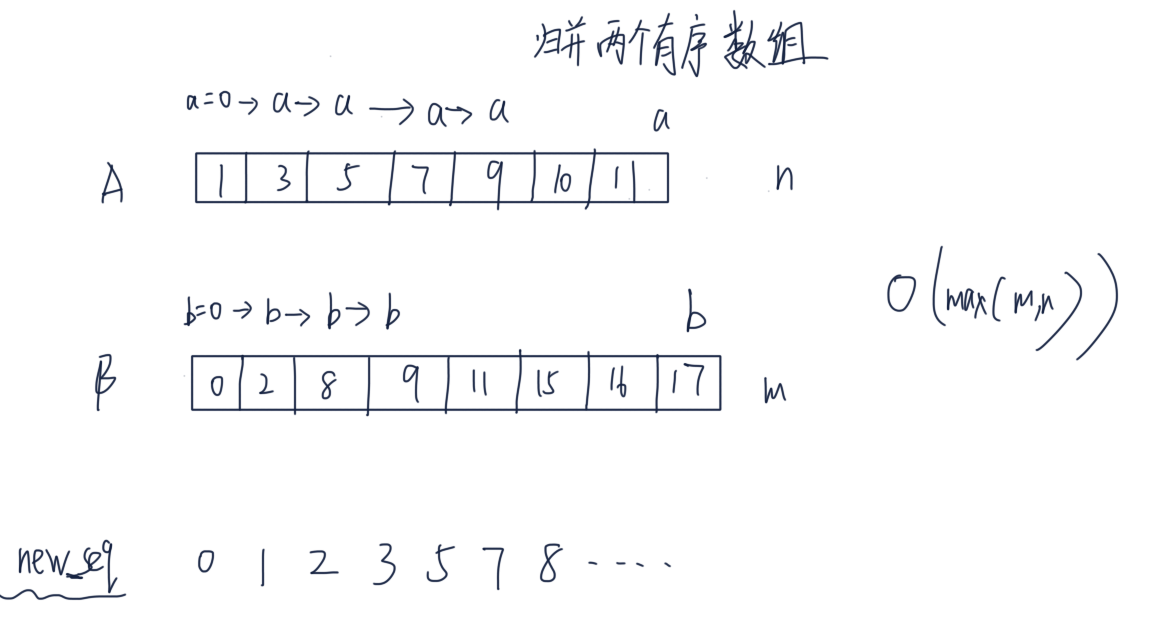 归并两个有序数组
a=0→a→a→a→a a
A 1 3 5 7 9 10 11 n
O(max(m,n))
b=0→b→b→b b
B 0 2 8 9 11 15 16 17 m
new_seq 0 1 2 3 5 7 8 ·····